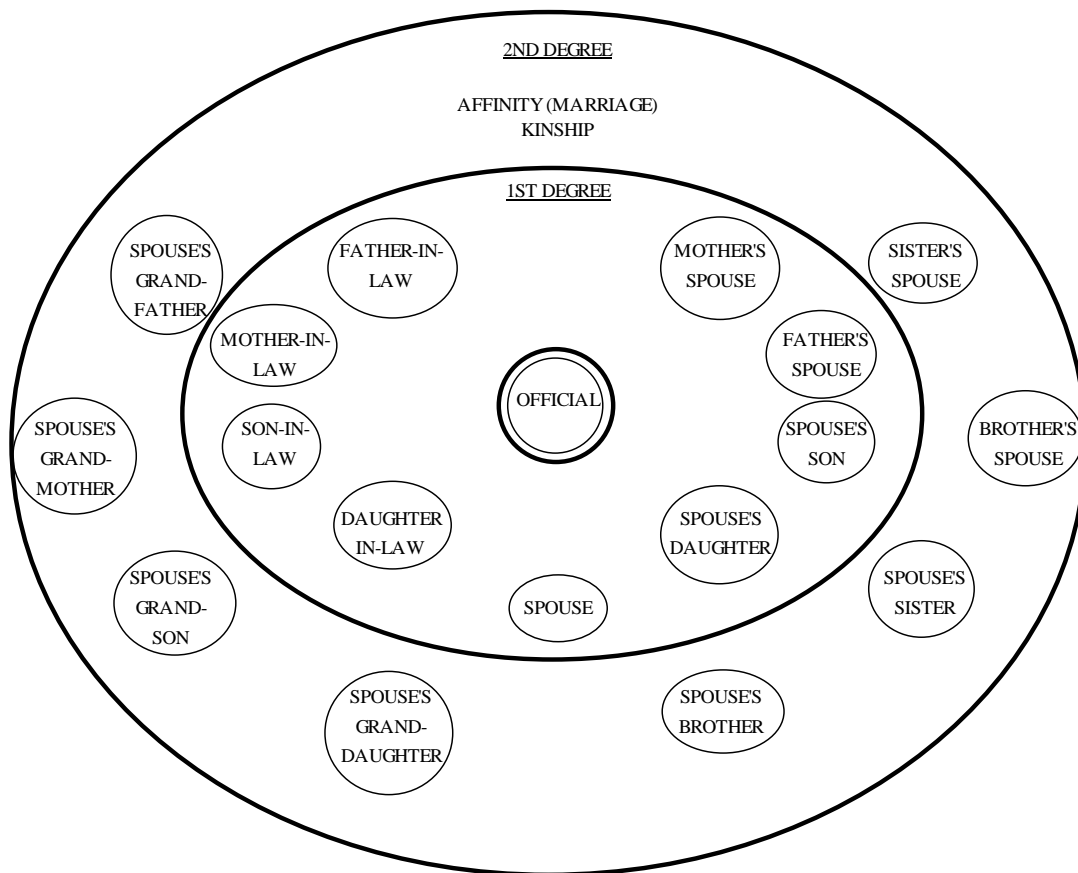 2ND DEGREE
AFFINITY (MARRIAGE)
KINSHIP
1ST DEGREE
SPOUSE'S
GRAND-
FATHER
FATHER-IN-
LAW
MOTHER'S
SPOUSE
SISTER'S
SPOUSE
MOTHER-IN-
LAW
FATHER'S
SPOUSE
OFFICIAL
SPOUSE'S
GRAND-
MOTHER
SON-IN-
LAW
SPOUSE'S
SON
BROTHER'S
SPOUSE
DAUGHTER
IN-LAW
SPOUSE'S
DAUGHTER
SPOUSE'S
GRAND-
SON
SPOUSE
SPOUSE'S
SISTER
SPOUSE'S
GRAND-
DAUGHTER
SPOUSE'S
BROTHER